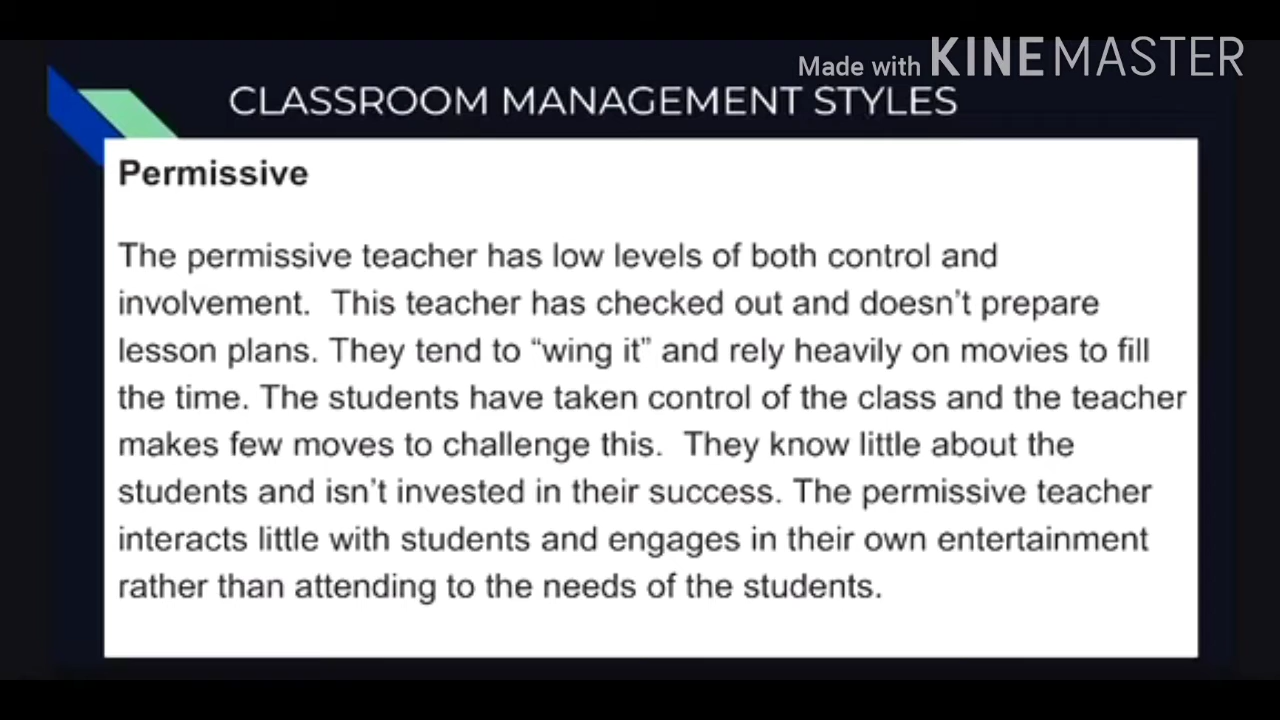 Made with KINEMASTER
CLASSROOM MANAGEMENT STYLES
Permissive
The permissive teacher has low levels of both control and
involvement.  This teacher has checked out and doesn't prepare
lesson plans. They tend to “wing it” and rely heavily on movies to fill
the time. The students have taken control of the class and the teacher
makes few moves to challenge this.  They know little about the
students and isn't invested in their success. The permissive teacher
interacts little with students and engages in their own entertainment
rather than attending to the needs of the students.